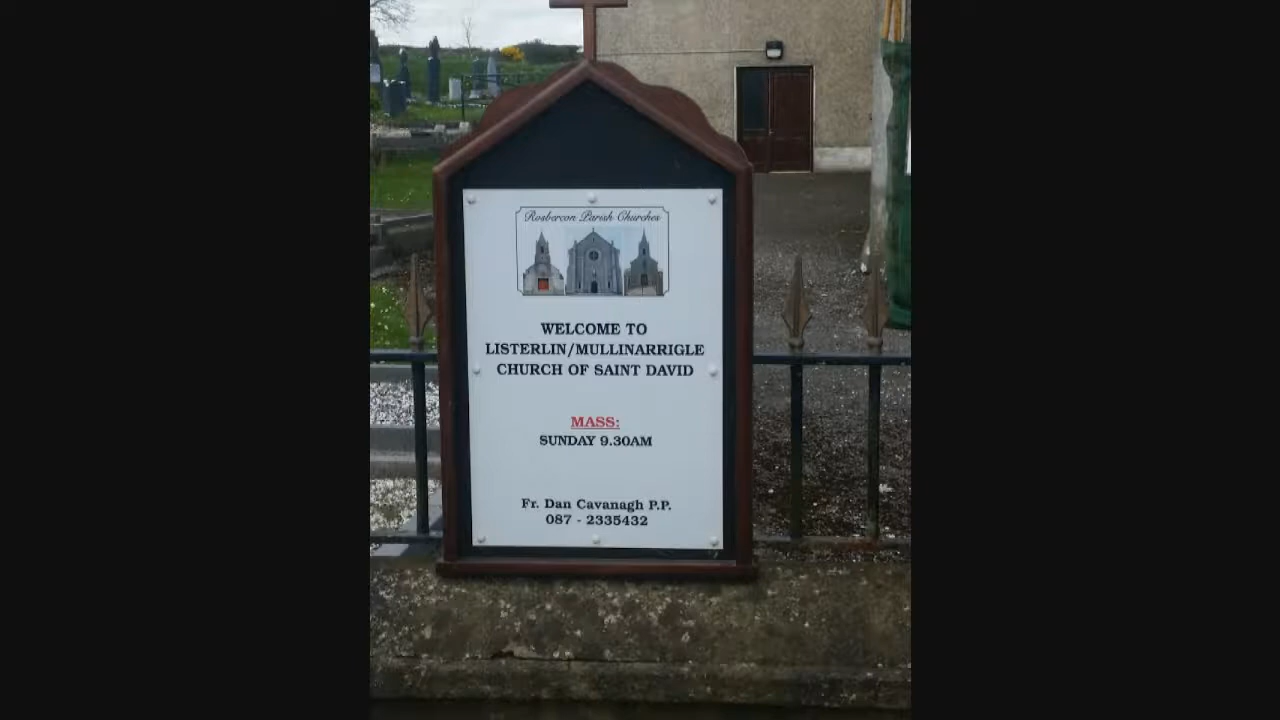 Rosbercon Parish Churches
WELCOME TO
LISTERLIN/MULLINARRIGLE
CHURCH OF SAINT DAVID
MASS:
SUNDAY 9.30AM
Fr. Dan Cavanagh P.P.
087 - 2335432